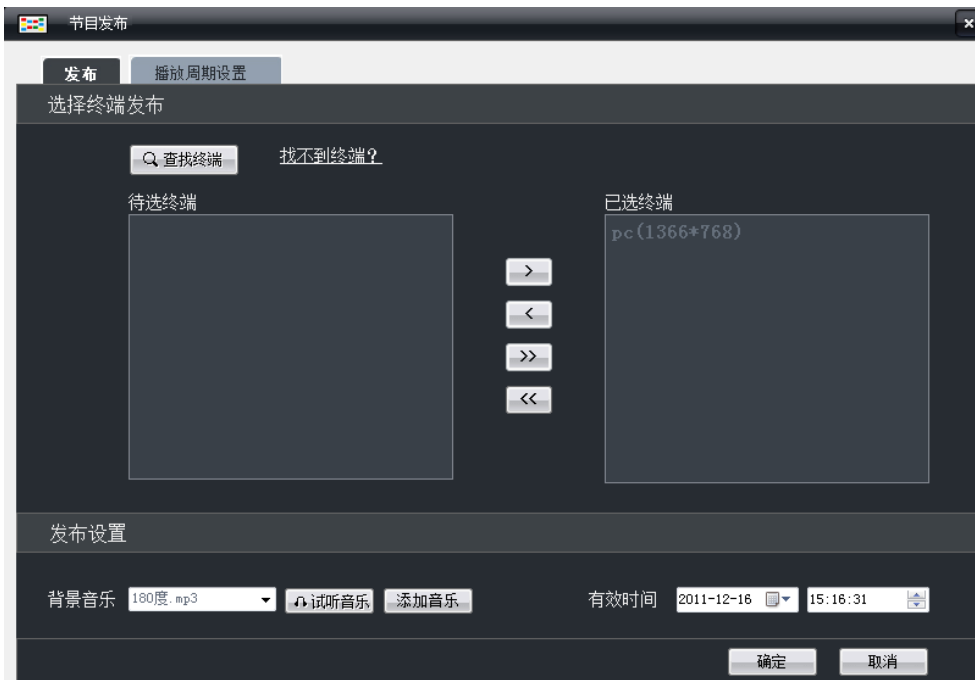 节目发布
发布 播放周期设置
选择终端发布
查找终端 找不到终端?
待选终端 已选终端
pc(1366*768)
>
<
>>
<<
发布设置
背景音乐 180度.mp3 试听音乐 添加音乐 有效时间 2011-12-16 15:16:31
确定 取消